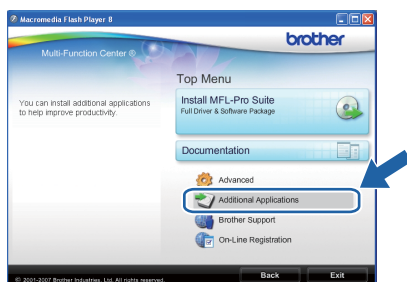 Macromedia Flash Player 8
brother
Multi-Function Center ®
Top Menu
You can install additional applications
to help improve productivity.
Install MFL-Pro Suite
Full Driver & Software Package
Documentation
Advanced
Additional Applications
Brother Support
On-Line Registration
© 2001-2007 Brother Industries, Ltd. All rights reserved.
Back
Exit